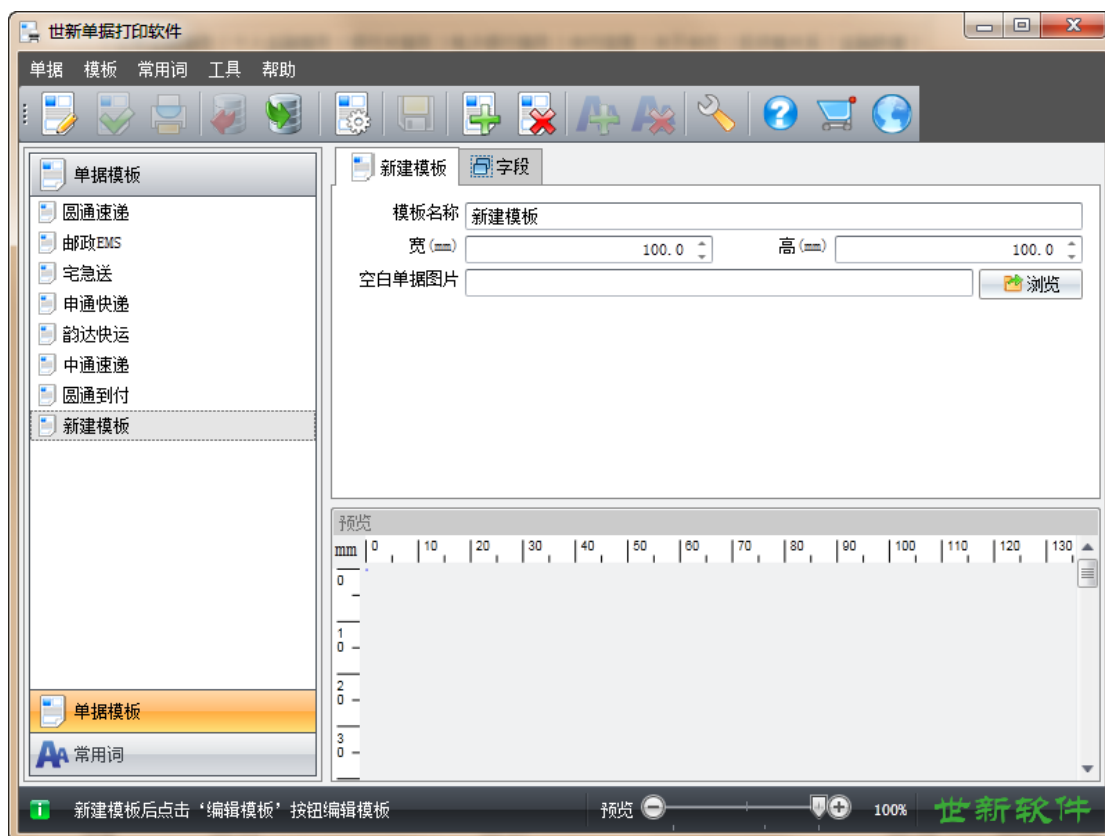 世新单据打印软件
单据 模板 常用词 工具 帮助
单据模板
圆通速递
邮政EMS
宅急送
申通快递
韵达快运
中通速递
圆通到付
新建模板
单据模板
常用词
新建模板 字段
模板名称 新建模板
宽(mm) 100.0 高(mm) 100.0
空白单据图片 浏览
预览
mm 0 10 20 30 40 50 60 70 80 90 100 110 120 130
0
10
20
30
新建模板后点击‘编辑模板’按钮编辑模板 预览 100% 世新软件